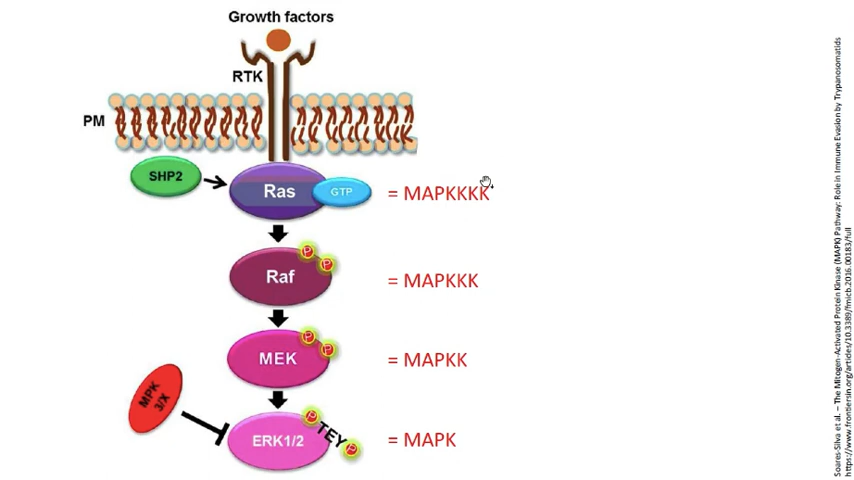 Growth factors
RTK
PM
SHP2
Ras
GTP
= MAPKKKK
P
P
Raf
= MAPKKK
P
P
MEK
= MAPKK
MPK
3/X
P
TEY
P
ERK1/2
= MAPK
Soares-Silva et al. – The Mitogen-Activated Protein Kinase (MAPK) Pathway: Role in Immune Evasion by Trypanosomatids
https://www.frontiersin.org/articles/10.3389/fmicb.2016.00183/full